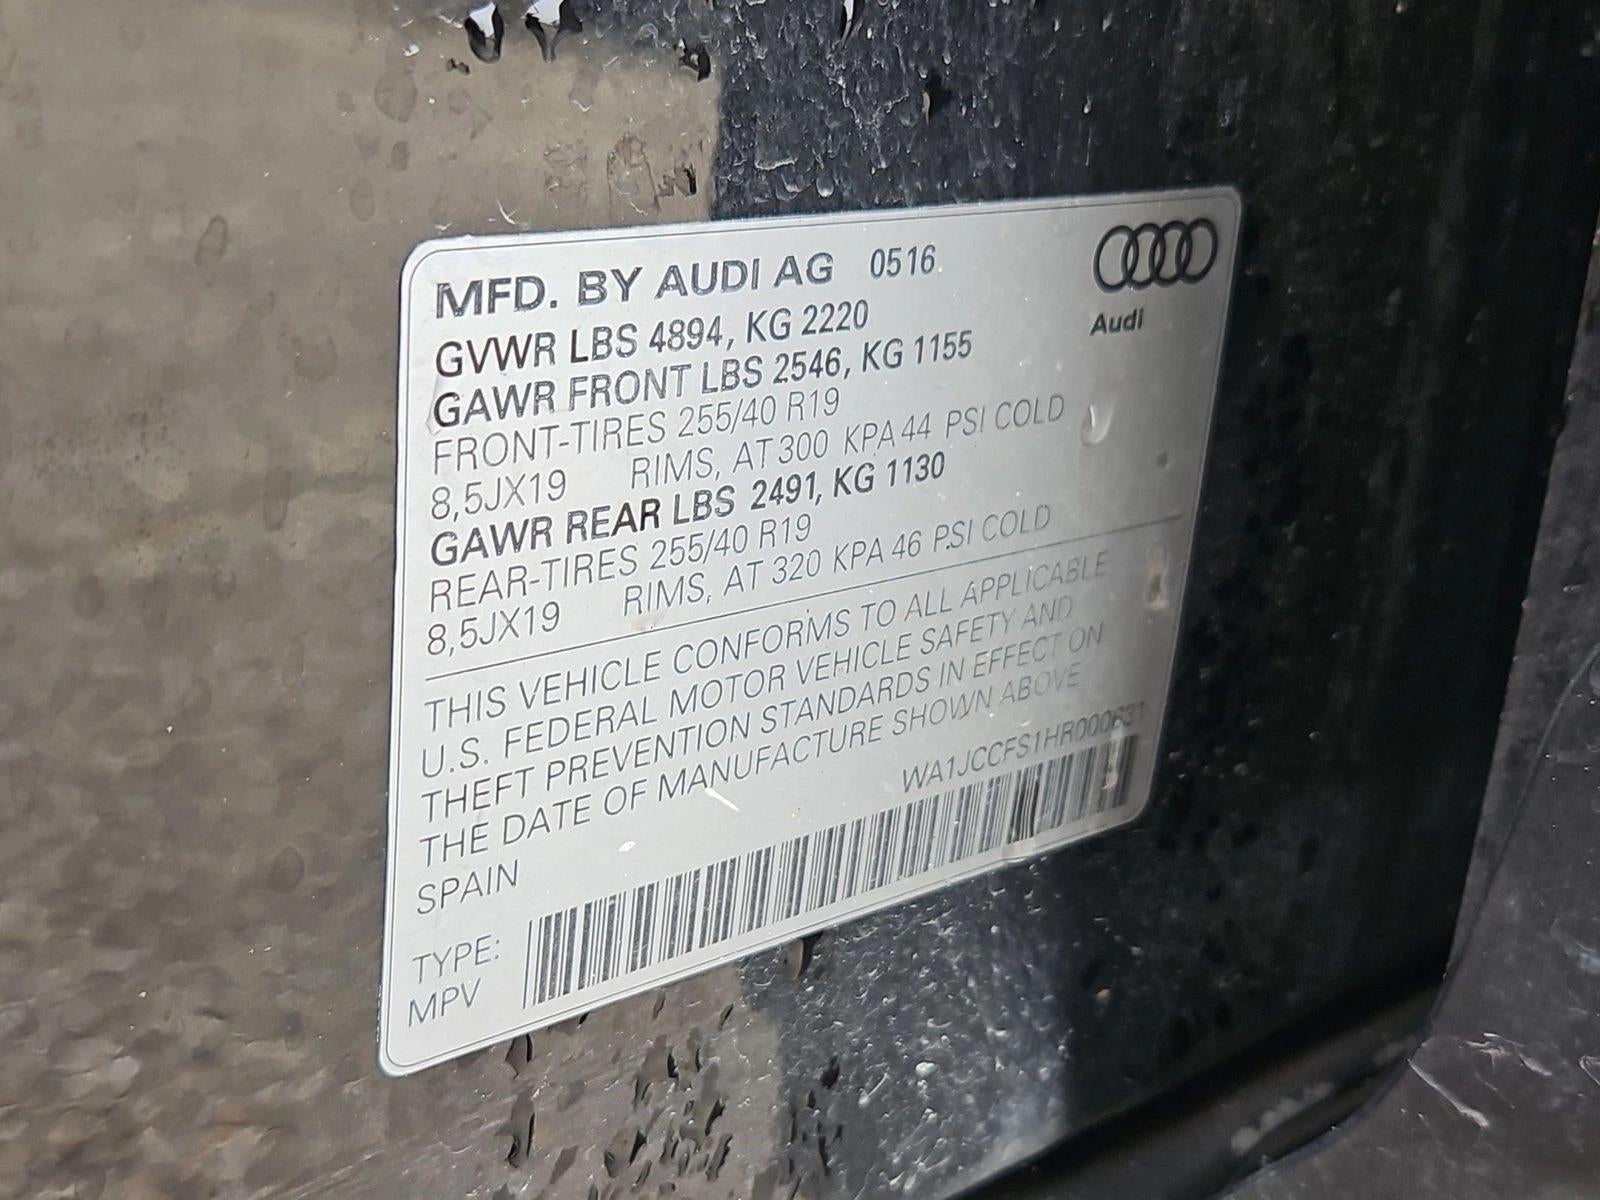 MFD. BY AUDI AG 0516
Audi
GVWR LBS 4894, KG 2220
GAWR FRONT LBS 2546, KG 1155
FRONT-TIRES 255/40 R19
8,5JX19 RIMS, AT 300 KPA 44 PSI COLD
GAWR REAR LBS 2491, KG 1130
REAR-TIRES 255/40 R19
8,5JX19 RIMS, AT 320 KPA 46 PSI COLD
THIS VEHICLE CONFORMS TO ALL APPLICABLE
U.S. FEDERAL MOTOR VEHICLE SAFETY AND
THEFT PREVENTION STANDARDS IN EFFECT ON
THE DATE OF MANUFACTURE SHOWN ABOVE
WA1JCCFS1HR000631
SPAIN
TYPE:
MPV